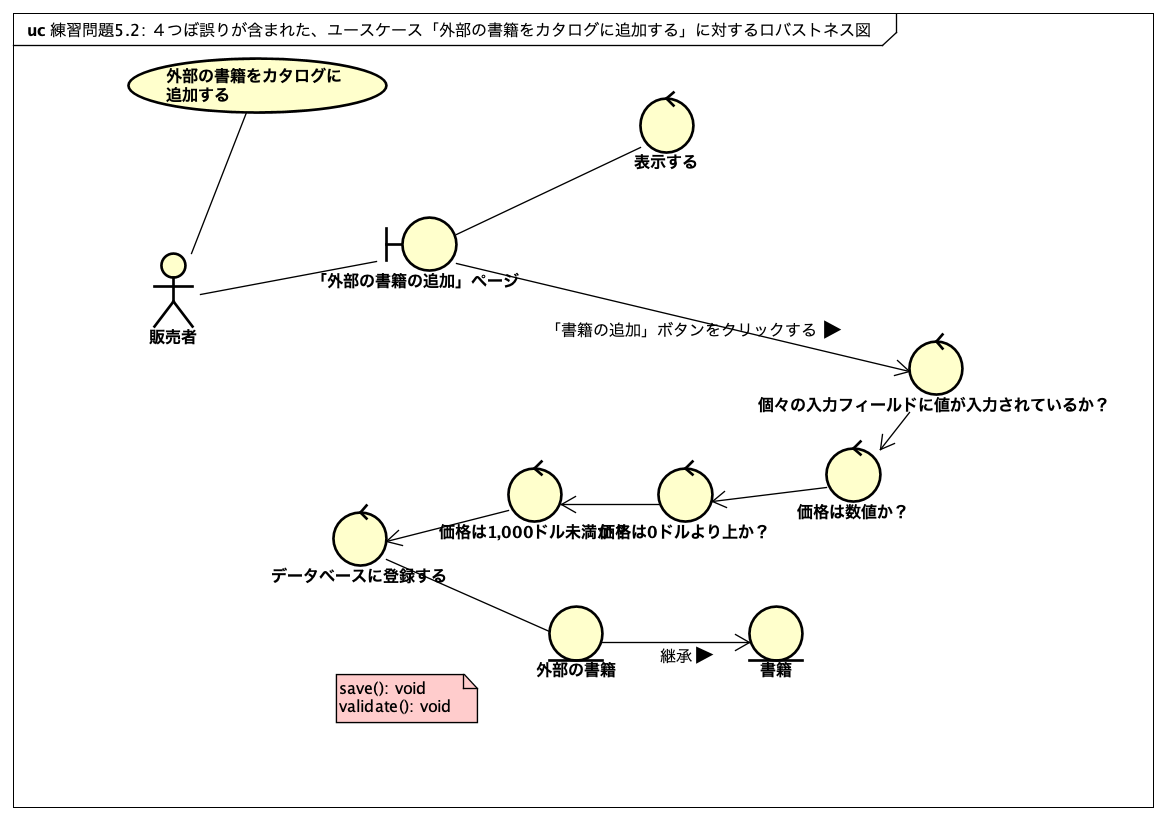 uc 練習問題5.2: ４つぼ誤りが含まれた、ユースケース「外部の書籍をカタログに追加する」に対するロバストネス図
外部の書籍をカタログに
追加する
表示する
「外部の書籍の追加」ページ
販売者
「書籍の追加」ボタンをクリックする
個々の入力フィールドに値が入力されているか？
価格は数値か？
価格は1,000ドル未満か
価格は0ドルより上か？
データベースに登録する
継承
外部の書籍
書籍
save(): void
validate(): void